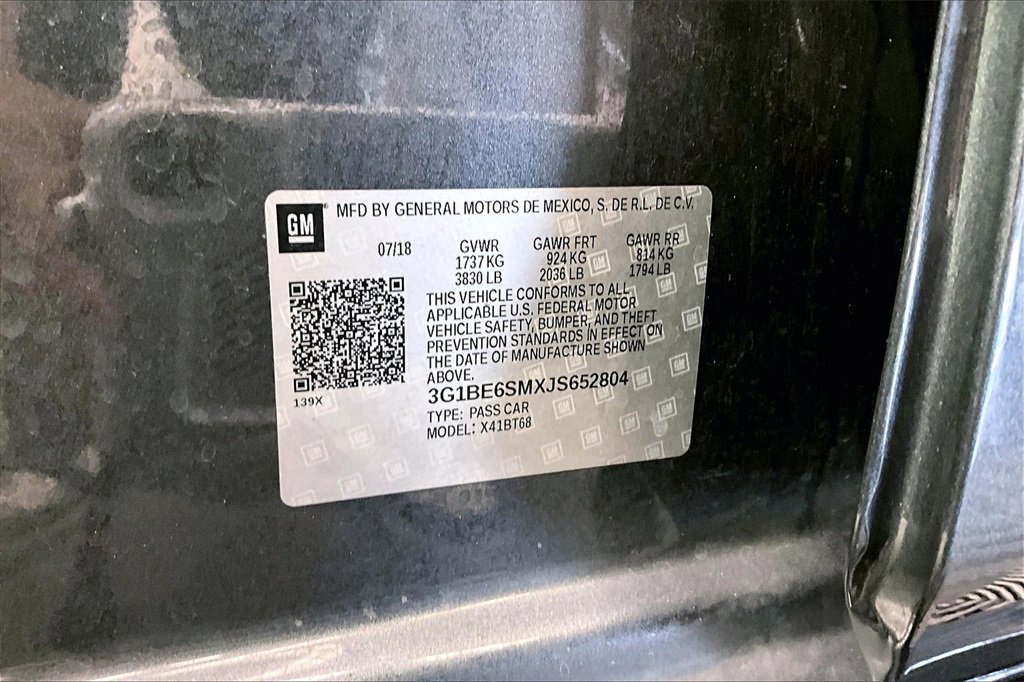 GM ® MFD BY GENERAL MOTORS DE MEXICO, S. DE R.L. DE C.V.
07/18 GVWR GAWR FRT GAWR RR
1737 KG 924 KG 814 KG
3830 LB 2036 LB 1794 LB
THIS VEHICLE CONFORMS TO ALL
APPLICABLE U.S. FEDERAL MOTOR
VEHICLE SAFETY, BUMPER, AND THEFT
PREVENTION STANDARDS IN EFFECT ON
THE DATE OF MANUFACTURE SHOWN
ABOVE.
139X
3G1BE6SMXJS652804
TYPE: PASS CAR
MODEL: X41BT68